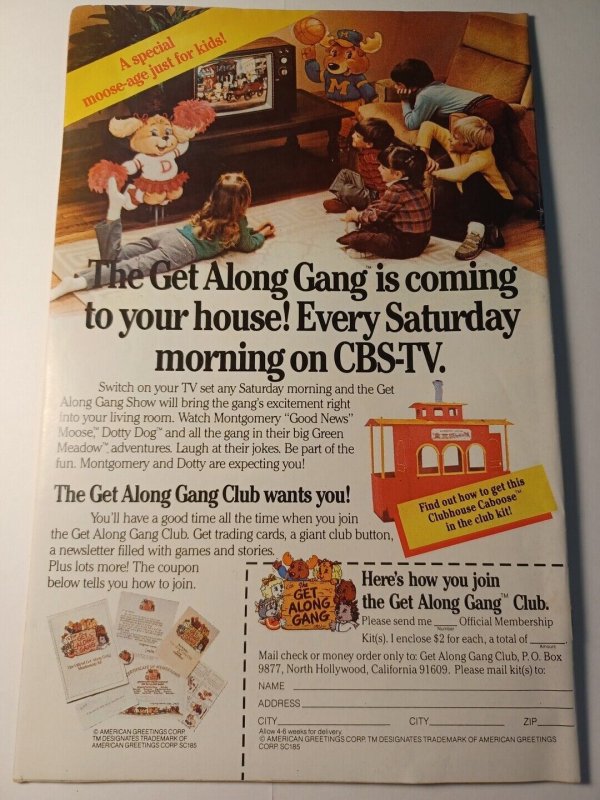 A special
moose-age just for kids!
M
D
The Get Along Gang™ is coming
to your house! Every Saturday
morning on CBS-TV.
Switch on your TV set any Saturday morning and the Get
Along Gang Show will bring the gang's excitement right
into your living room. Watch Montgomery “Good News”
Moose,™ Dotty Dog™ and all the gang in their big Green
Meadow™ adventures. Laugh at their jokes. Be part of the
fun. Montgomery and Dotty are expecting you!
Find out how to get this
Clubhouse Caboose™
in the club kit!
The Get Along Gang Club wants you!
You'll have a good time all the time when you join
the Get Along Gang Club. Get trading cards, a giant club button,
a newsletter filled with games and stories.
Plus lots more! The coupon
below tells you how to join.
The
GET
ALONG
GANG
Here's how you join
the Get Along Gang™ Club.
Please send me ____ Official Membership
Number
Kit(s). I enclose $2 for each, a total of ____.
Amount
Mail check or money order only to: Get Along Gang Club, P.O. Box
9877, North Hollywood, California 91609. Please mail kit(s) to:
NAME
ADDRESS
CITY CITY ZIP
Allow 4-6 weeks for delivery.
© AMERICAN GREETINGS CORP. TM DESIGNATES TRADEMARK OF AMERICAN GREETINGS
CORP. SC185
GET
ALONG
GANG
CERTIFICATE OF MEMBERSHIP
© AMERICAN GREETINGS CORP.
TM DESIGNATES TRADEMARK OF
AMERICAN GREETINGS CORP. SC185